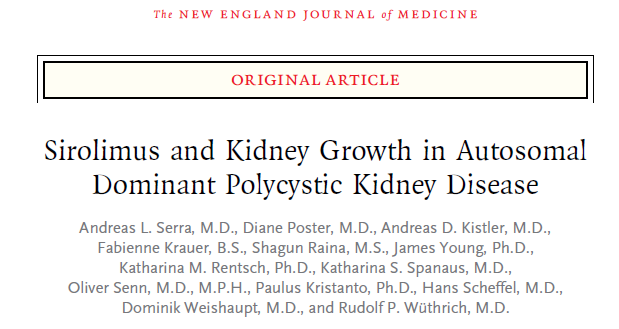 The NEW ENGLAND JOURNAL of MEDICINE
ORIGINAL ARTICLE
Sirolimus and Kidney Growth in Autosomal
Dominant Polycystic Kidney Disease
Andreas L. Serra, M.D., Diane Poster, M.D., Andreas D. Kistler, M.D.,
Fabienne Krauer, B.S., Shagun Raina, M.S., James Young, Ph.D.,
Katharina M. Rentsch, Ph.D., Katharina S. Spanaus, M.D.,
Oliver Senn, M.D., M.P.H., Paulus Kristanto, Ph.D., Hans Scheffel, M.D.,
Dominik Weishaupt, M.D., and Rudolf P. Wüthrich, M.D.